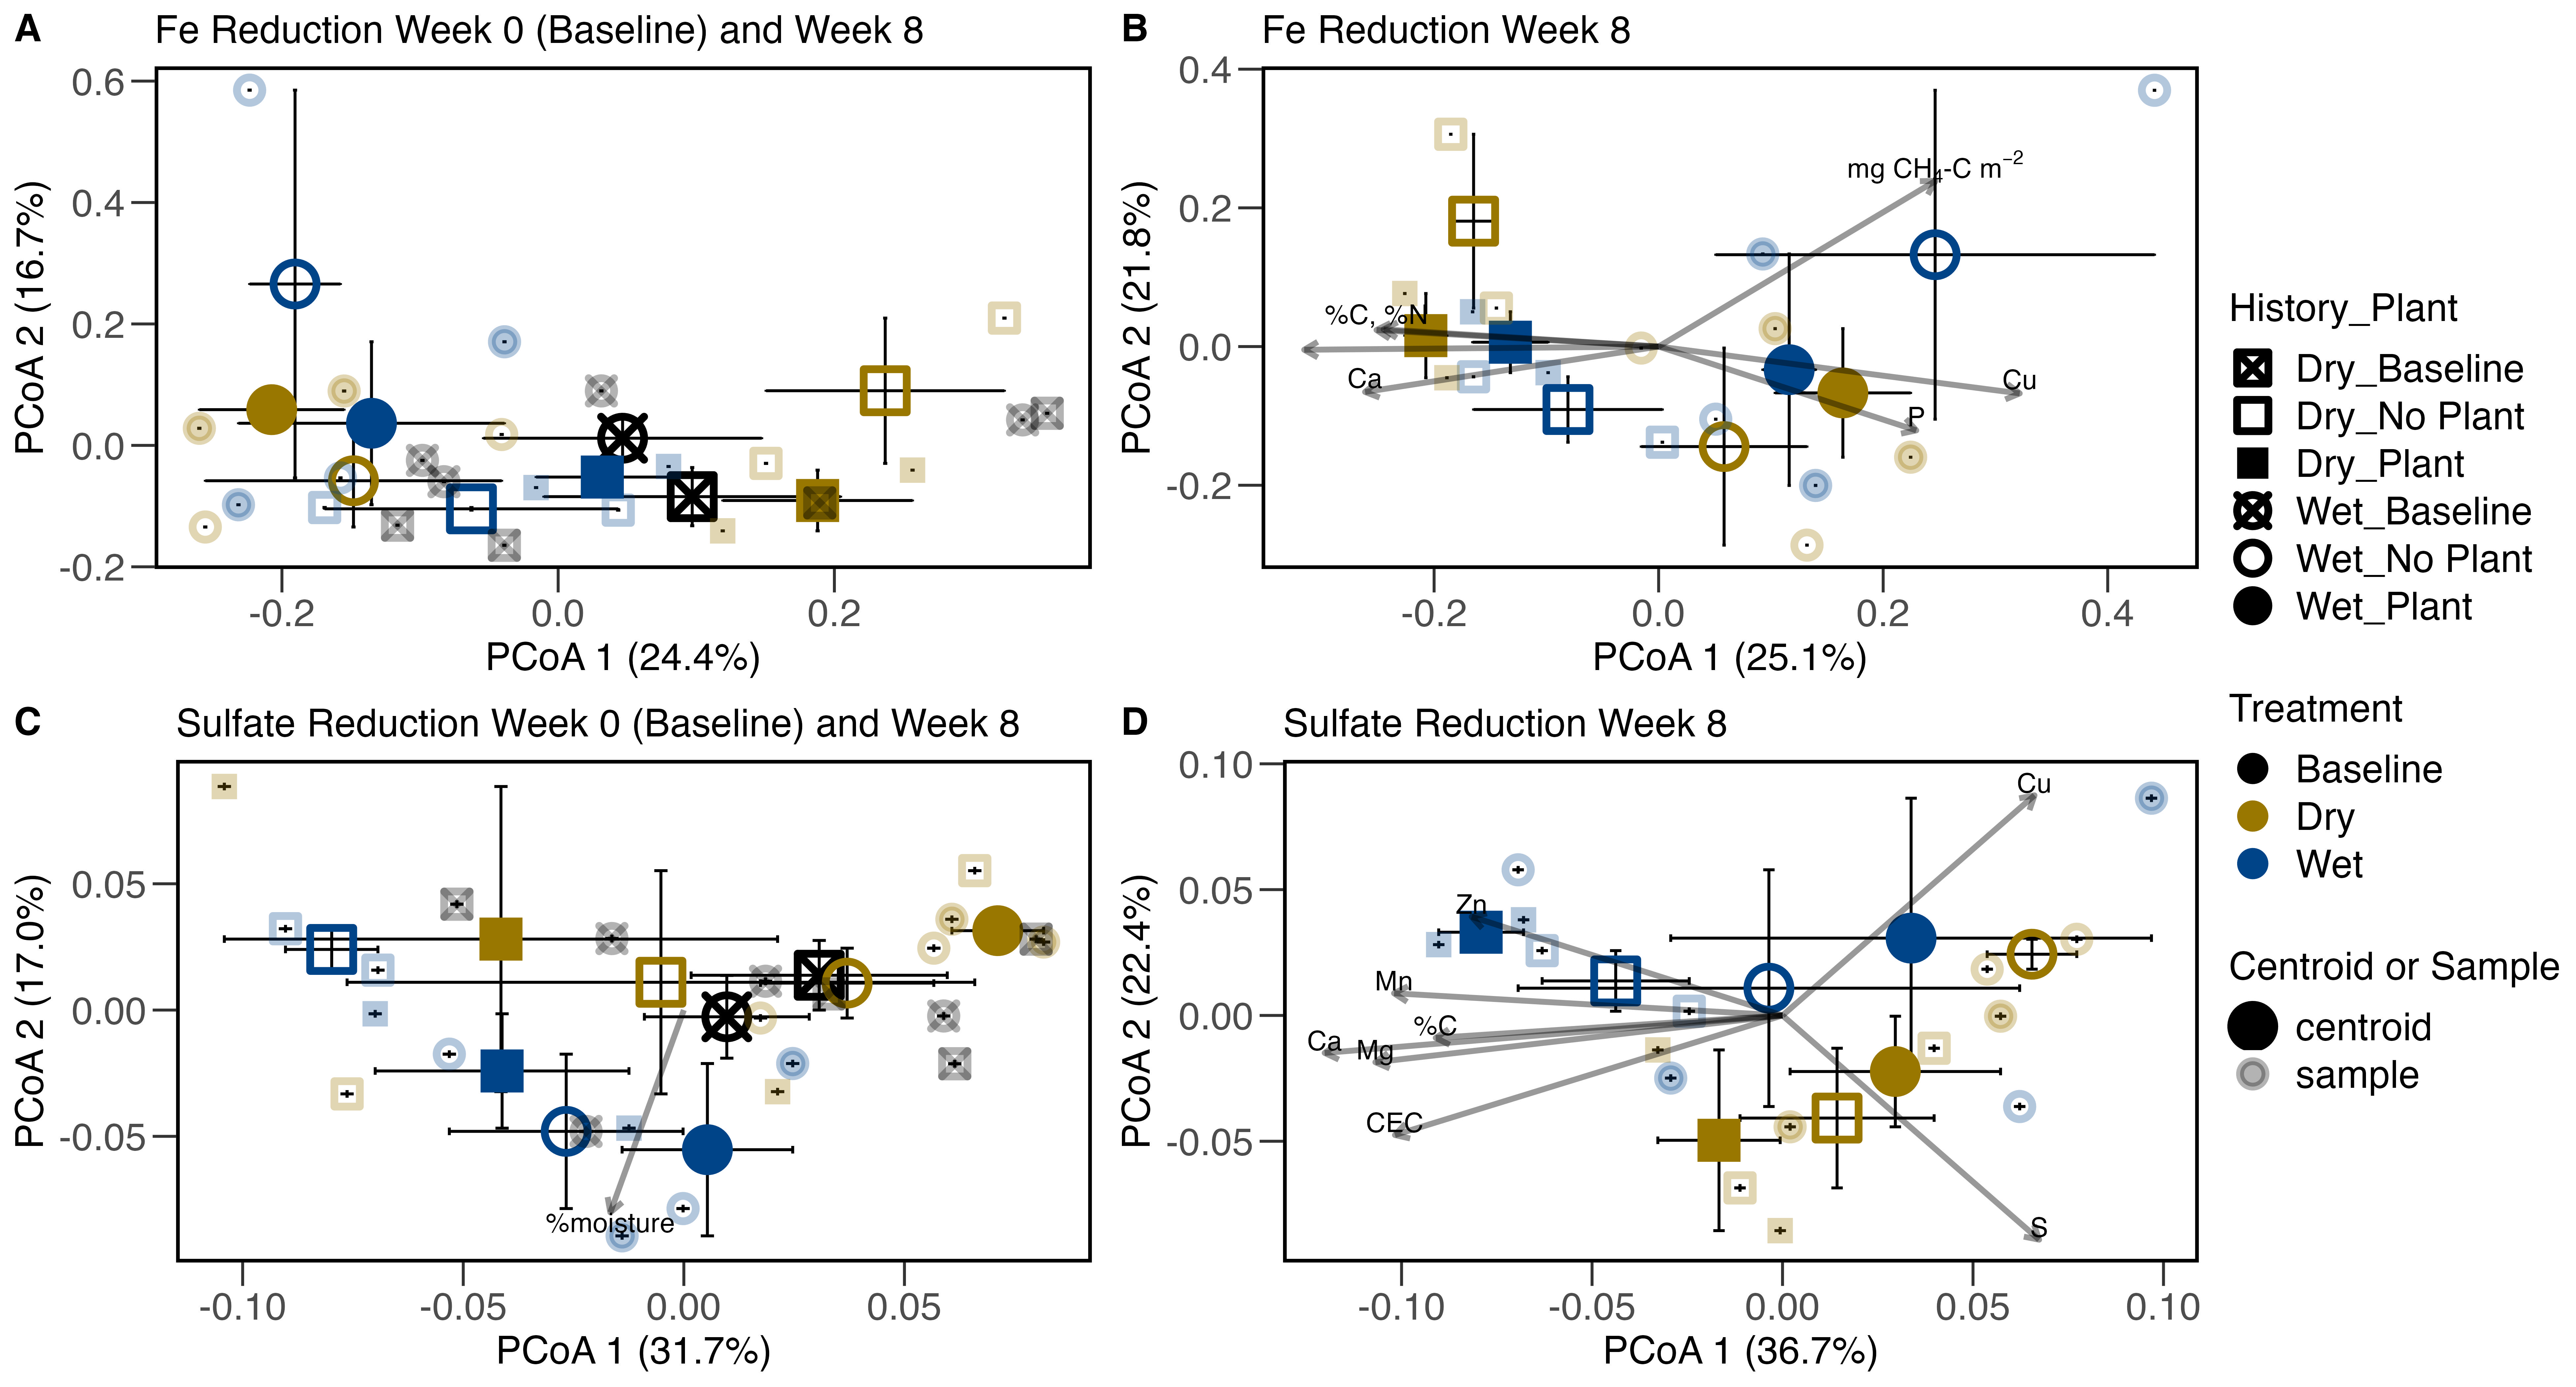 A
Fe Reduction Week 0 (Baseline) and Week 8
0.6
0.4
0.2
0.0
-0.2
PCoA 2 (16.7%)
-0.2
0.0
0.2
PCoA 1 (24.4%)
B
Fe Reduction Week 8
0.4
0.2
0.0
-0.2
PCoA 2 (21.8%)
mg CH₄-C m⁻²
%C, %N
Ca
Cu
P
-0.2
0.0
0.2
0.4
PCoA 1 (25.1%)
C
Sulfate Reduction Week 0 (Baseline) and Week 8
0.05
0.00
-0.05
PCoA 2 (17.0%)
%moisture
-0.10
-0.05
0.00
0.05
PCoA 1 (31.7%)
D
Sulfate Reduction Week 8
0.10
0.05
0.00
-0.05
PCoA 2 (22.4%)
Cu
Zn
Mn
%C
Ca
Mg
CEC
S
-0.10
-0.05
0.00
0.05
0.10
PCoA 1 (36.7%)
History_Plant
Dry_Baseline
Dry_No Plant
Dry_Plant
Wet_Baseline
Wet_No Plant
Wet_Plant
Treatment
Baseline
Dry
Wet
Centroid or Sample
centroid
sample